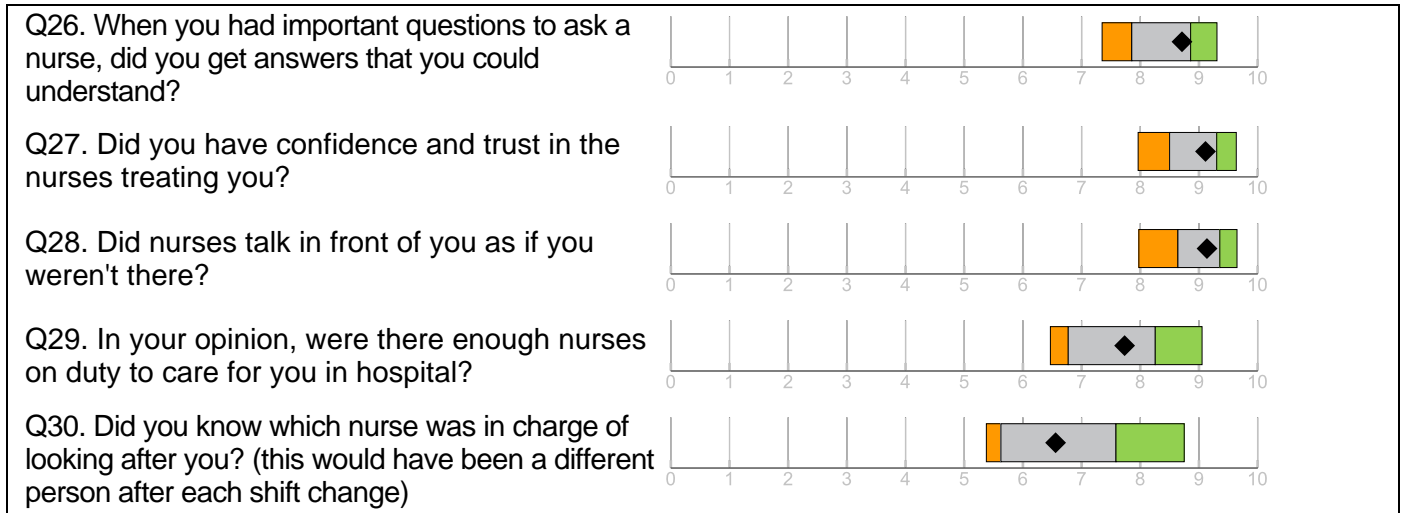 Q26. When you had important questions to ask a
nurse, did you get answers that you could
understand?
0 1 2 3 4 5 6 7 8 9 10
Q27. Did you have confidence and trust in the
nurses treating you?
0 1 2 3 4 5 6 7 8 9 10
Q28. Did nurses talk in front of you as if you
weren't there?
0 1 2 3 4 5 6 7 8 9 10
Q29. In your opinion, were there enough nurses
on duty to care for you in hospital?
0 1 2 3 4 5 6 7 8 9 10
Q30. Did you know which nurse was in charge of
looking after you? (this would have been a different
person after each shift change)
0 1 2 3 4 5 6 7 8 9 10